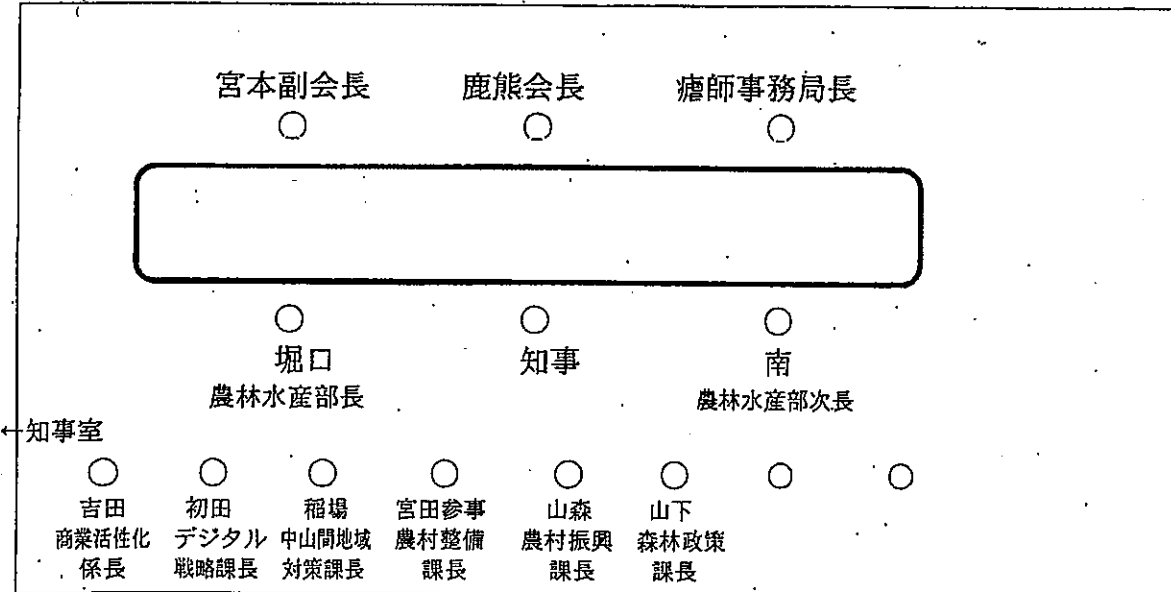 宮本副会長 鹿熊会長 瘧師事務局長
堀口 知事 南
農林水産部長 農林水産部次長
←知事室
吉田 初田 稲場 宮田参事 山森 山下
商業活性化 デジタル 中山間地域 農村整備 農村振興 森林政策
係長 戦略課長 対策課長 課長 課長 課長